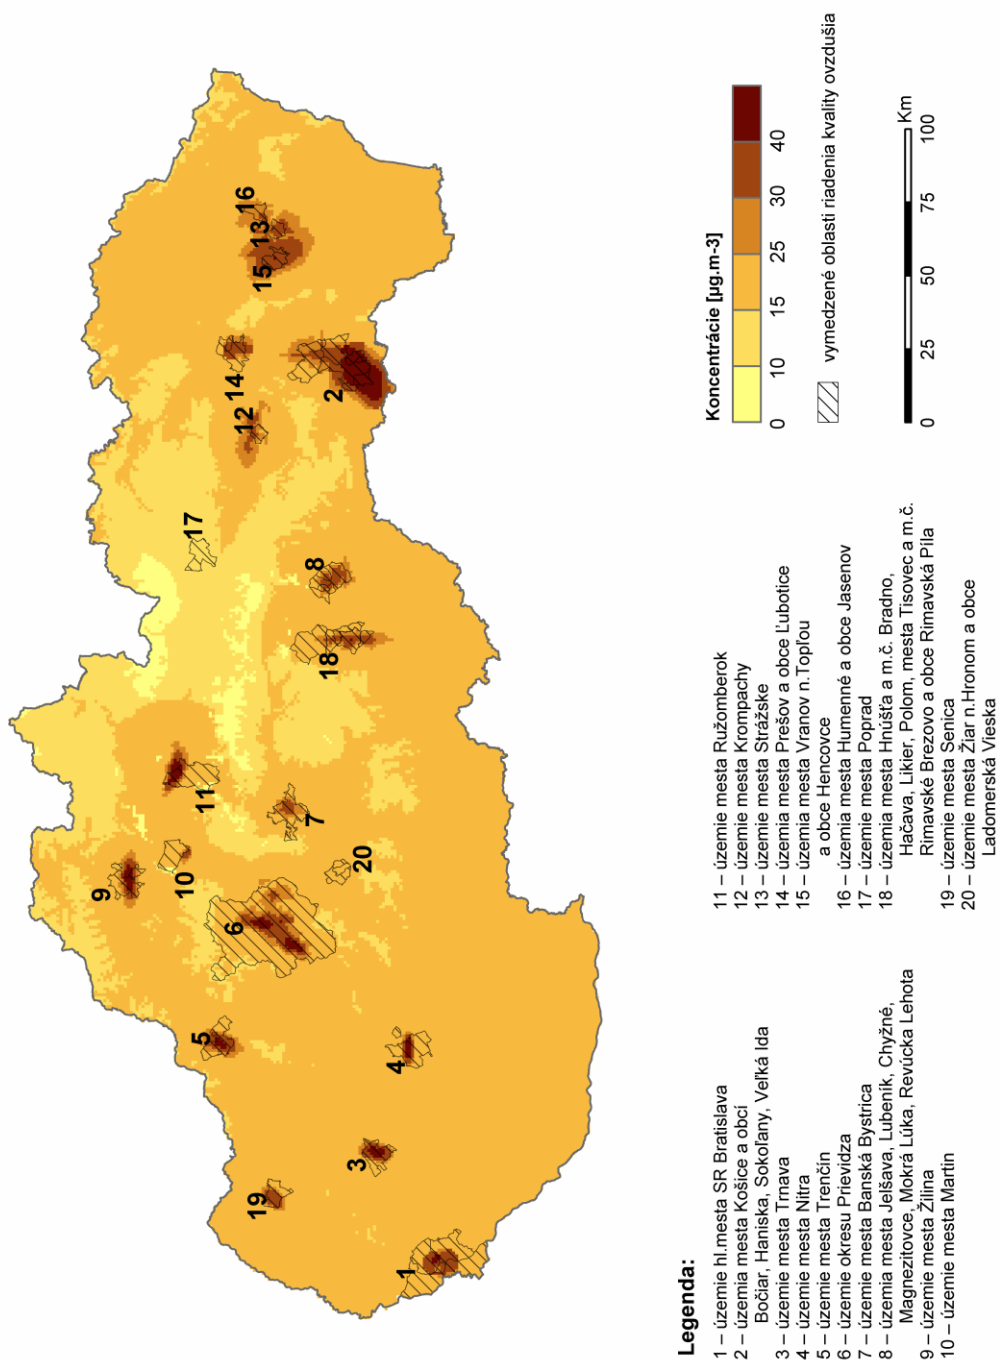 19
1
3
5
4
9
10
6
20
7
11
18
8
17
12
14
2
15
13
16
Legenda:
1 – územie hl.mesta SR Bratislava
2 – územia mesta Košice a obcí
Bočiar, Haniska, Sokoľany, Veľká Ida
3 – územie mesta Trnava
4 – územie mesta Nitra
5 – územie mesta Trenčín
6 – územie okresu Prievidza
7 – územie mesta Banská Bystrica
8 – územia mesta Jelšava, Lubeník, Chyžné,
Magnezitovce, Mokrá Lúka, Revúcka Lehota
9 – územie mesta Žilina
10 – územie mesta Martin
11 – územie mesta Ružomberok
12 – územie mesta Krompachy
13 – územie mesta Strážske
14 – územie mesta Prešov a obce Ľubotice
15 – územie mesta Vranov n.Topľou
a obce Hencovce
16 – územia mesta Humenné a obce Jasenov
17 – územie mesta Poprad
18 – územia mesta Hnúšťa a m.č. Bradno,
Hačava, Likier, Polom, mesta Tisovec a m.č.
Rimavské Brezovo a obce Rimavská Píla
19 – územie mesta Senica
20 – územie mesta Žiar n.Hronom a obce
Ladomerská Vieska
Koncentrácie [µg.m-3]
0 10 15 25 30 40
vymedzené oblasti riadenia kvality ovzdušia
0 25 50 75 100
Km